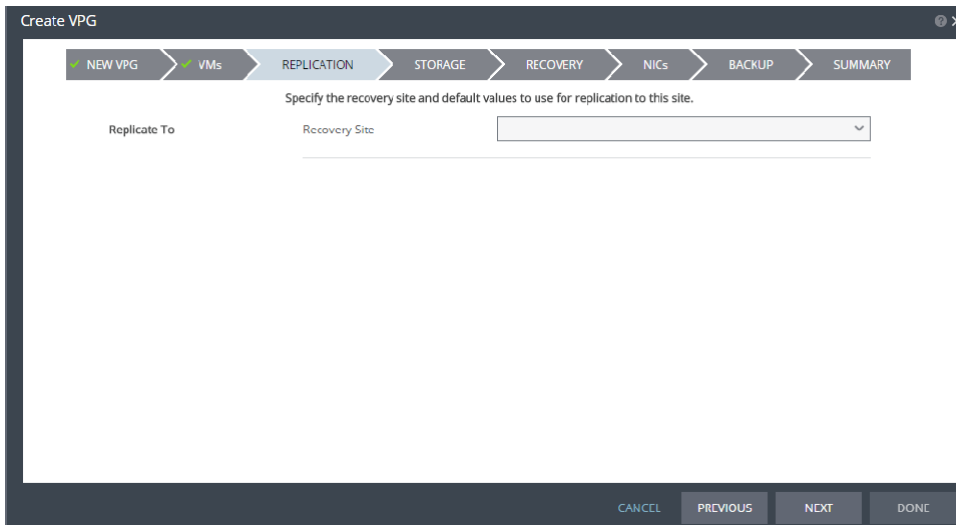 Create VPG
NEW VPG VMs REPLICATION STORAGE RECOVERY NICs BACKUP SUMMARY
Specify the recovery site and default values to use for replication to this site.
Replicate To Recovery Site
CANCEL PREVIOUS NEXT DONE